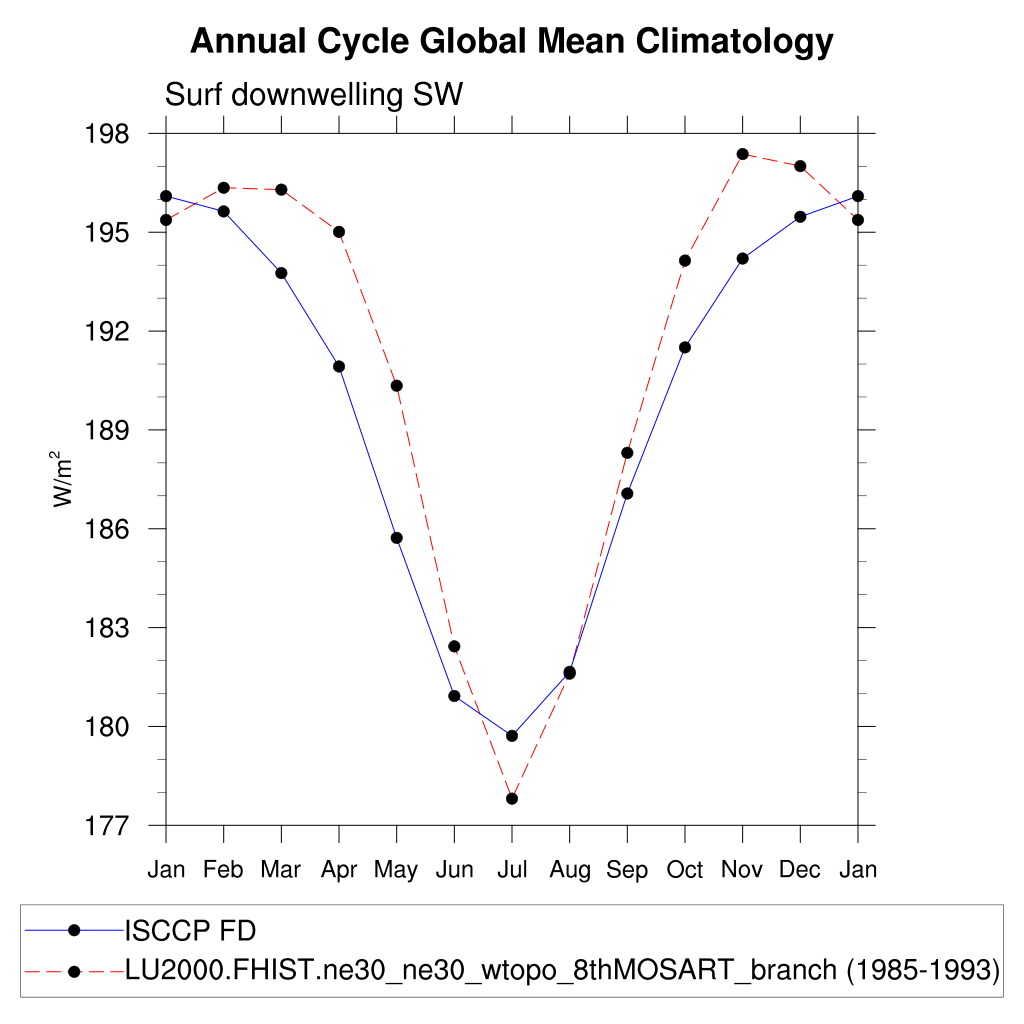 Annual Cycle Global Mean Climatology
Surf downwelling SW
198
195
192
189
186
183
180
177
W/m²
Jan Feb Mar Apr May Jun Jul Aug Sep Oct Nov Dec Jan
ISCCP FD
LU2000.FHIST.ne30_ne30_wtopo_8thMOSART_branch (1985-1993)